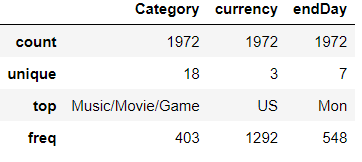 Category currency endDay
count 1972 1972 1972
unique 18 3 7
top Music/Movie/Game US Mon
freq 403 1292 548